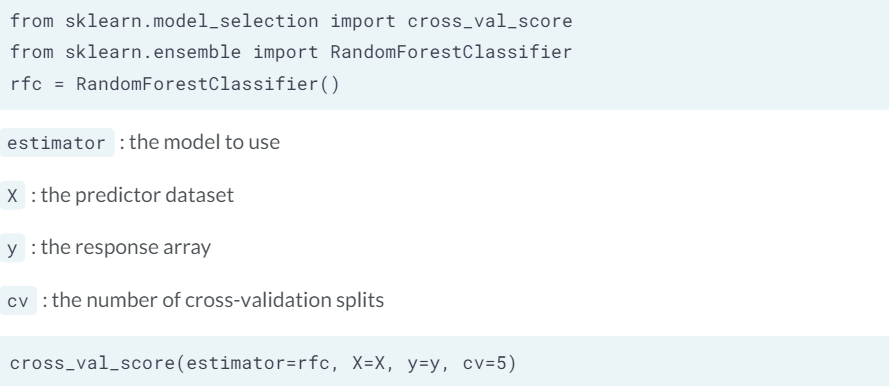 from sklearn.model_selection import cross_val_score
from sklearn.ensemble import RandomForestClassifier
rfc = RandomForestClassifier()
estimator : the model to use
X : the predictor dataset
y : the response array
cv : the number of cross-validation splits
cross_val_score(estimator=rfc, X=X, y=y, cv=5)